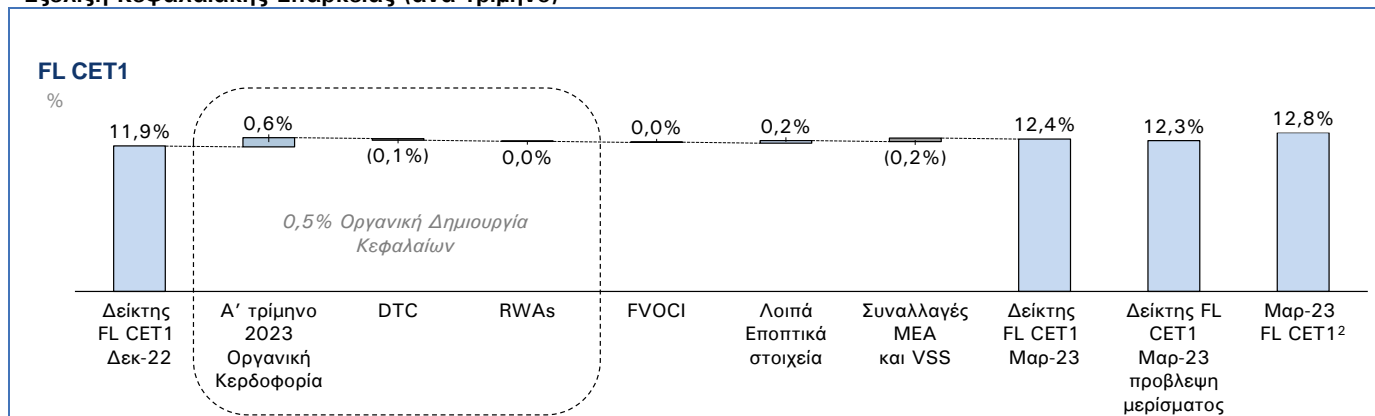 Εξέλιξη Κεφαλαιακής Επάρκειας (ανά τρίμηνο)
FL CET1
%
11,9%
0,6%
(0,1%)
0,0%
0,0%
0,2%
(0,2%)
12,4%
12,3%
12,8%
0,5% Οργανική Δημιουργία
Κεφαλαίων
Δείκτης
FL CET1
Δεκ-22
Α’ τρίμηνο
2023
Οργανική
Κερδοφορία
DTC
RWAs
FVOCI
Λοιπά
Εποπτικά
στοιχεία
Συναλλαγές
ΜΕΑ
και VSS
Δείκτης
FL CET1
Μαρ-23
Δείκτης FL
CET1
Μαρ-23
προβλεψη
μερίσματος
Μαρ-23
FL CET1²